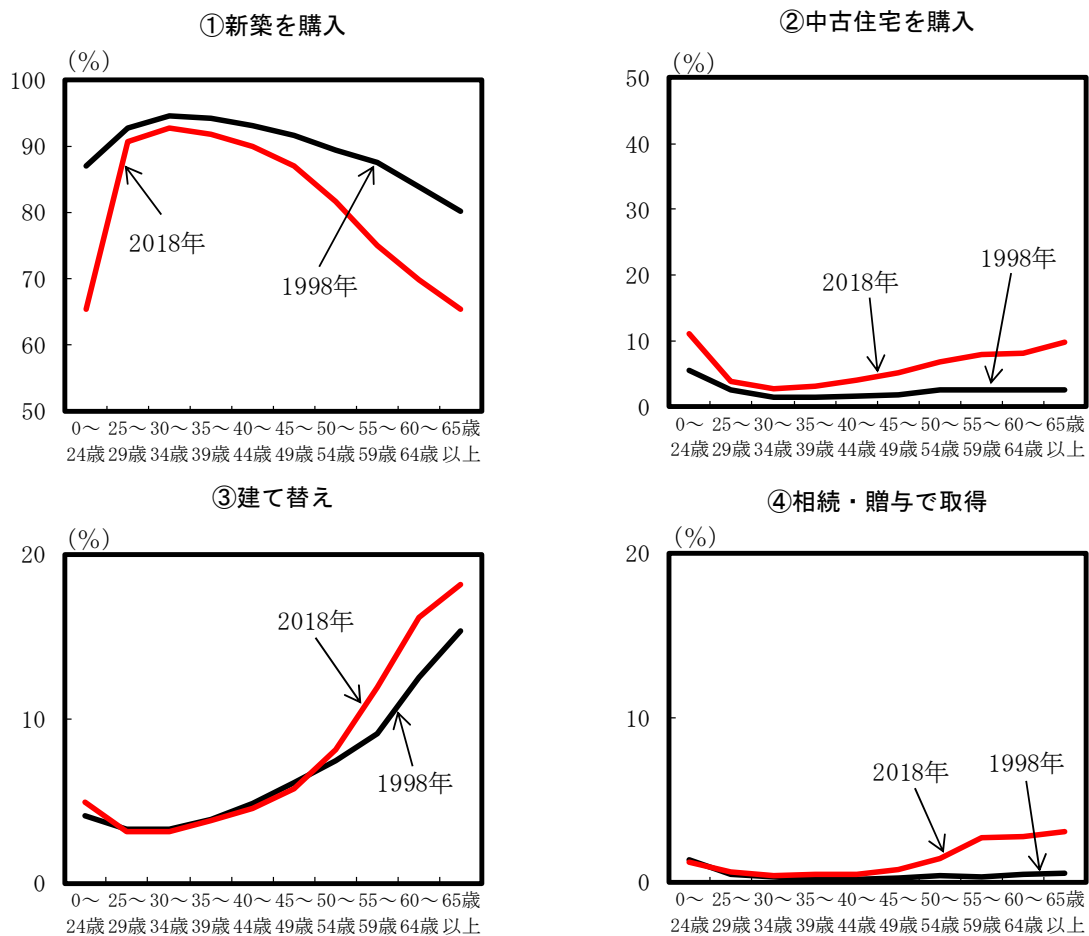 ①新築を購入
(%)
100
90
80
70
60
50
2018年
1998年
0～ 25～ 30～ 35～ 40～ 45～ 50～ 55～ 60～ 65歳
24歳 29歳 34歳 39歳 44歳 49歳 54歳 59歳 64歳 以上
②中古住宅を購入
(%)
50
40
30
20
10
0
1998年
2018年
0～ 25～ 30～ 35～ 40～ 45～ 50～ 55～ 60～ 65歳
24歳 29歳 34歳 39歳 44歳 49歳 54歳 59歳 64歳 以上
③建て替え
(%)
20
10
0
2018年
1998年
0～ 25～ 30～ 35～ 40～ 45～ 50～ 55～ 60～ 65歳
24歳 29歳 34歳 39歳 44歳 49歳 54歳 59歳 64歳 以上
④相続・贈与で取得
(%)
20
10
0
2018年
1998年
0～ 25～ 30～ 35～ 40～ 45～ 50～ 55～ 60～ 65歳
24歳 29歳 34歳 39歳 44歳 49歳 54歳 59歳 64歳 以上